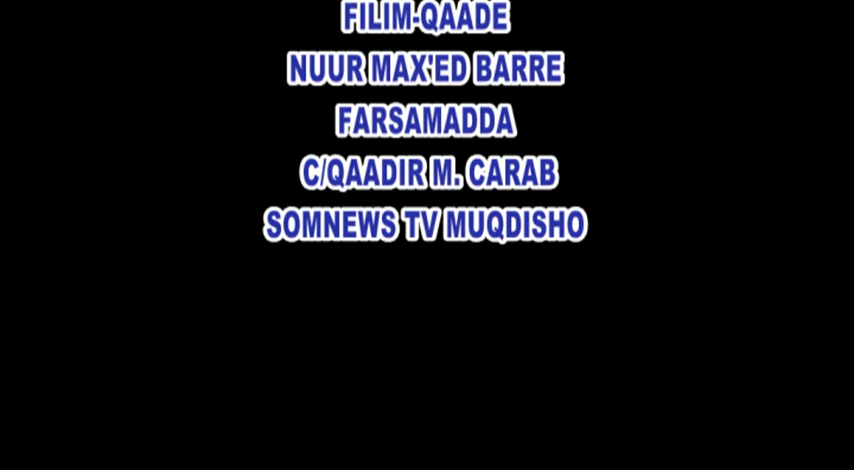 FILIM-QAADE
NUUR MAX'ED BARRE
FARSAMADDA
C/QAADIR M. CARAB
SOMNEWS TV MUQDISHO